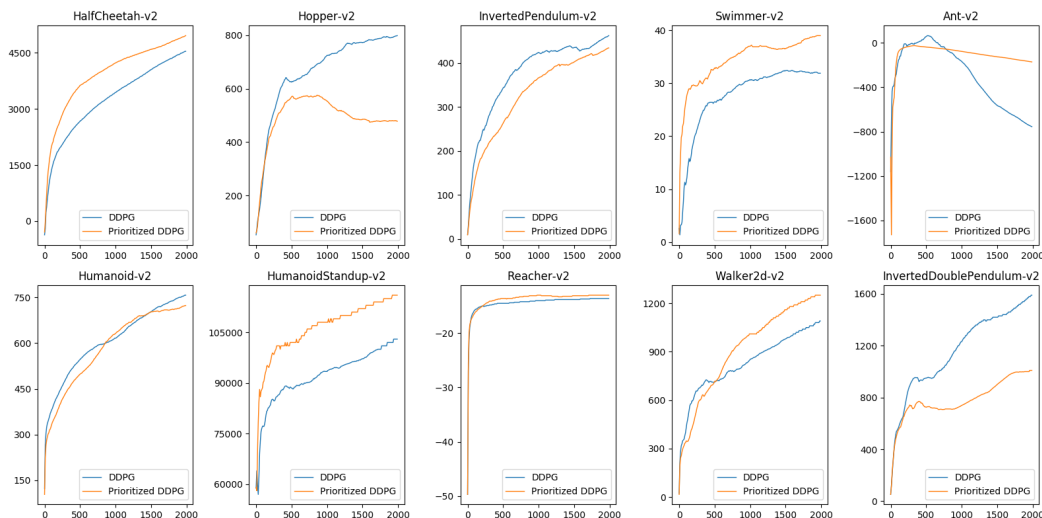 HalfCheetah-v2
4500
3000
1500
0
0 500 1000 1500 2000
DDPG
Prioritized DDPG
Hopper-v2
800
600
400
200
0 500 1000 1500 2000
DDPG
Prioritized DDPG
InvertedPendulum-v2
400
300
200
100
0
0 500 1000 1500 2000
DDPG
Prioritized DDPG
Swimmer-v2
40
30
20
10
0
0 500 1000 1500 2000
DDPG
Prioritized DDPG
Ant-v2
0
−400
−800
−1200
−1600
0 500 1000 1500 2000
DDPG
Prioritized DDPG
Humanoid-v2
750
600
450
300
150
0 500 1000 1500 2000
DDPG
Prioritized DDPG
HumanoidStandup-v2
105000
90000
75000
60000
0 500 1000 1500 2000
DDPG
Prioritized DDPG
Reacher-v2
−20
−30
−40
−50
0 500 1000 1500 2000
DDPG
Prioritized DDPG
Walker2d-v2
1200
900
600
300
0
0 500 1000 1500 2000
DDPG
Prioritized DDPG
InvertedDoublePendulum-v2
1600
1200
800
400
0
0 500 1000 1500 2000
DDPG
Prioritized DDPG